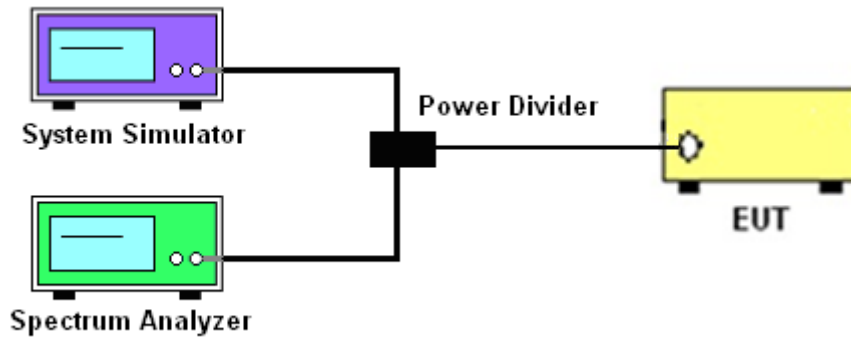 System Simulator
Power Divider
EUT
Spectrum Analyzer